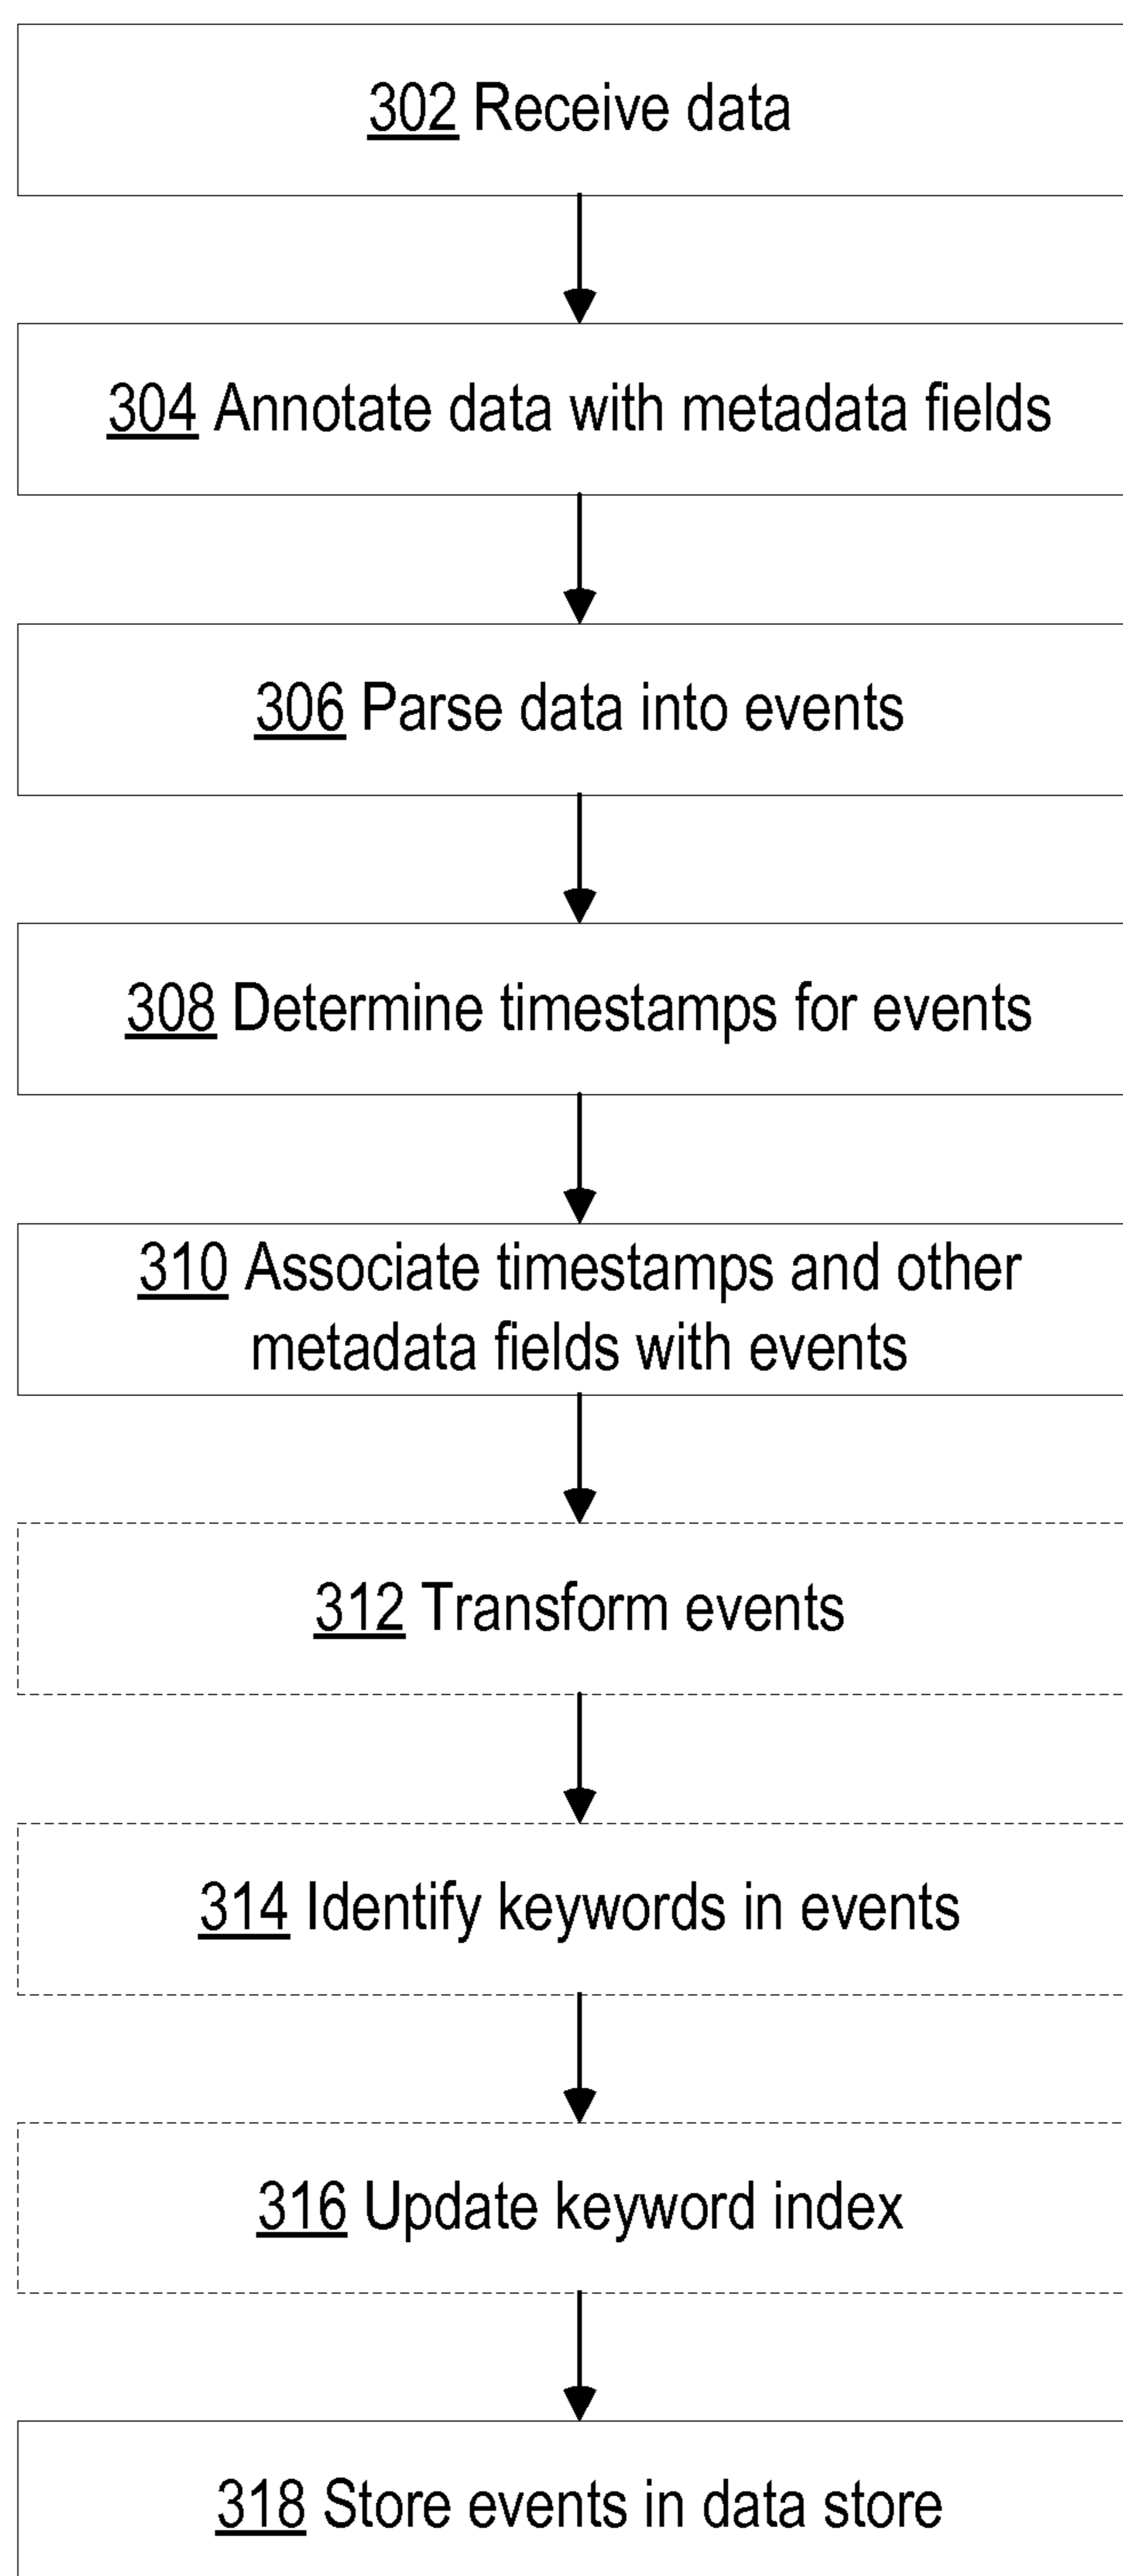 302 Receive data
304 Annotate data with metadata fields
306 Parse data into events
308 Determine timestamps for events
310 Associate timestamps and other
metadata fields with events
312 Transform events
314 Identify keywords in events
316 Update keyword index
318 Store events in data store